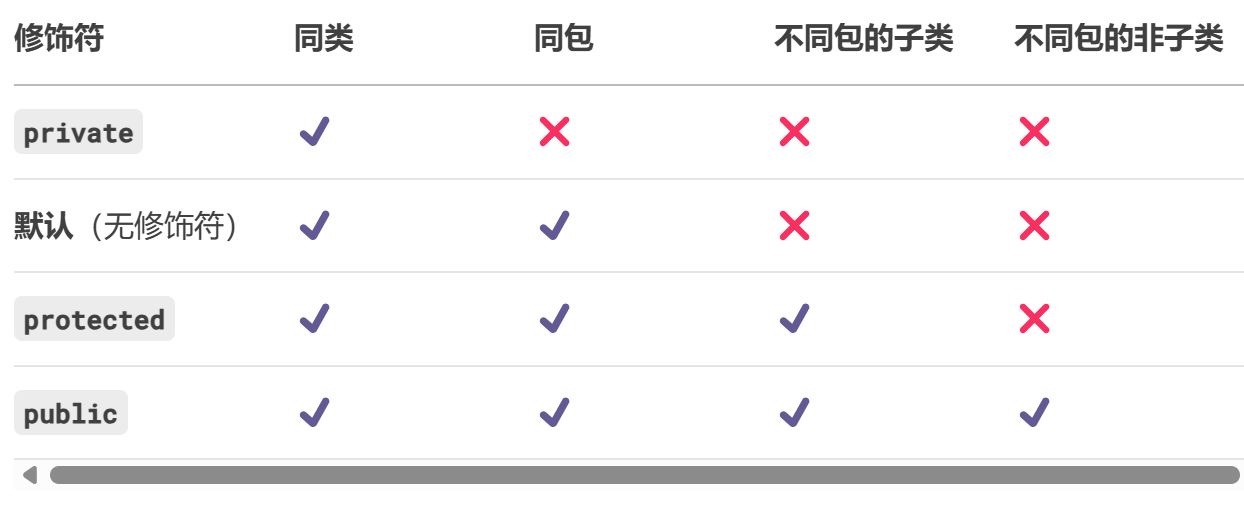 修饰符 同类 同包 不同包的子类 不同包的非子类
private ✔ ❌ ❌ ❌
默认（无修饰符） ✔ ✔ ❌ ❌
protected ✔ ✔ ✔ ❌
public ✔ ✔ ✔ ✔